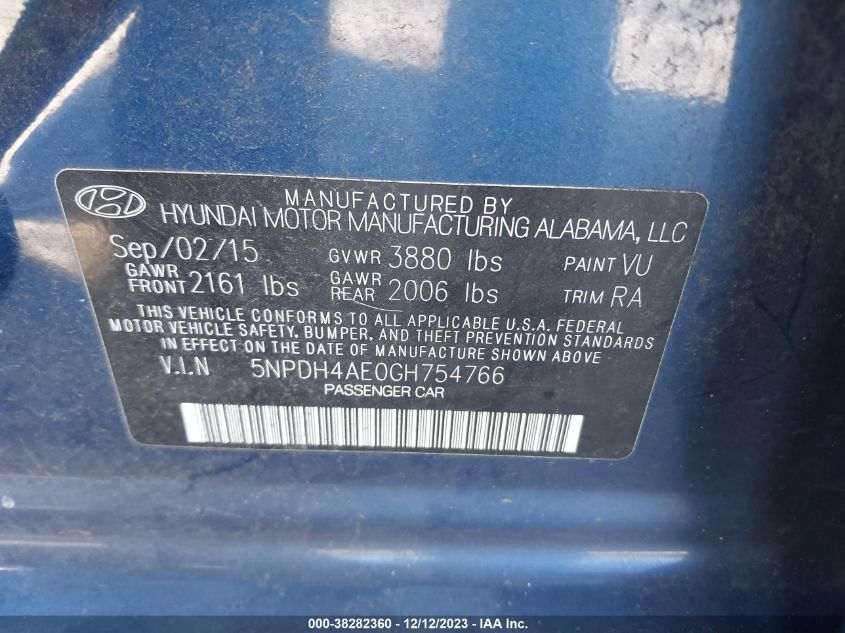 MANUFACTURED BY
HYUNDAI MOTOR MANUFACTURING ALABAMA, LLC
Sep/02/15 GVWR 3880 lbs PAINT VU
GAWR FRONT 2161 lbs GAWR REAR 2006 lbs TRIM RA
THIS VEHICLE CONFORMS TO ALL APPLICABLE U.S.A. FEDERAL
MOTOR VEHICLE SAFETY, BUMPER, AND THEFT PREVENTION STANDARDS
IN EFFECT ON THE DATE OF MANUFACTURE SHOWN ABOVE
V.I.N 5NPDH4AE0GH754766
PASSENGER CAR
000-38282360 - 12/12/2023 - IAA Inc.